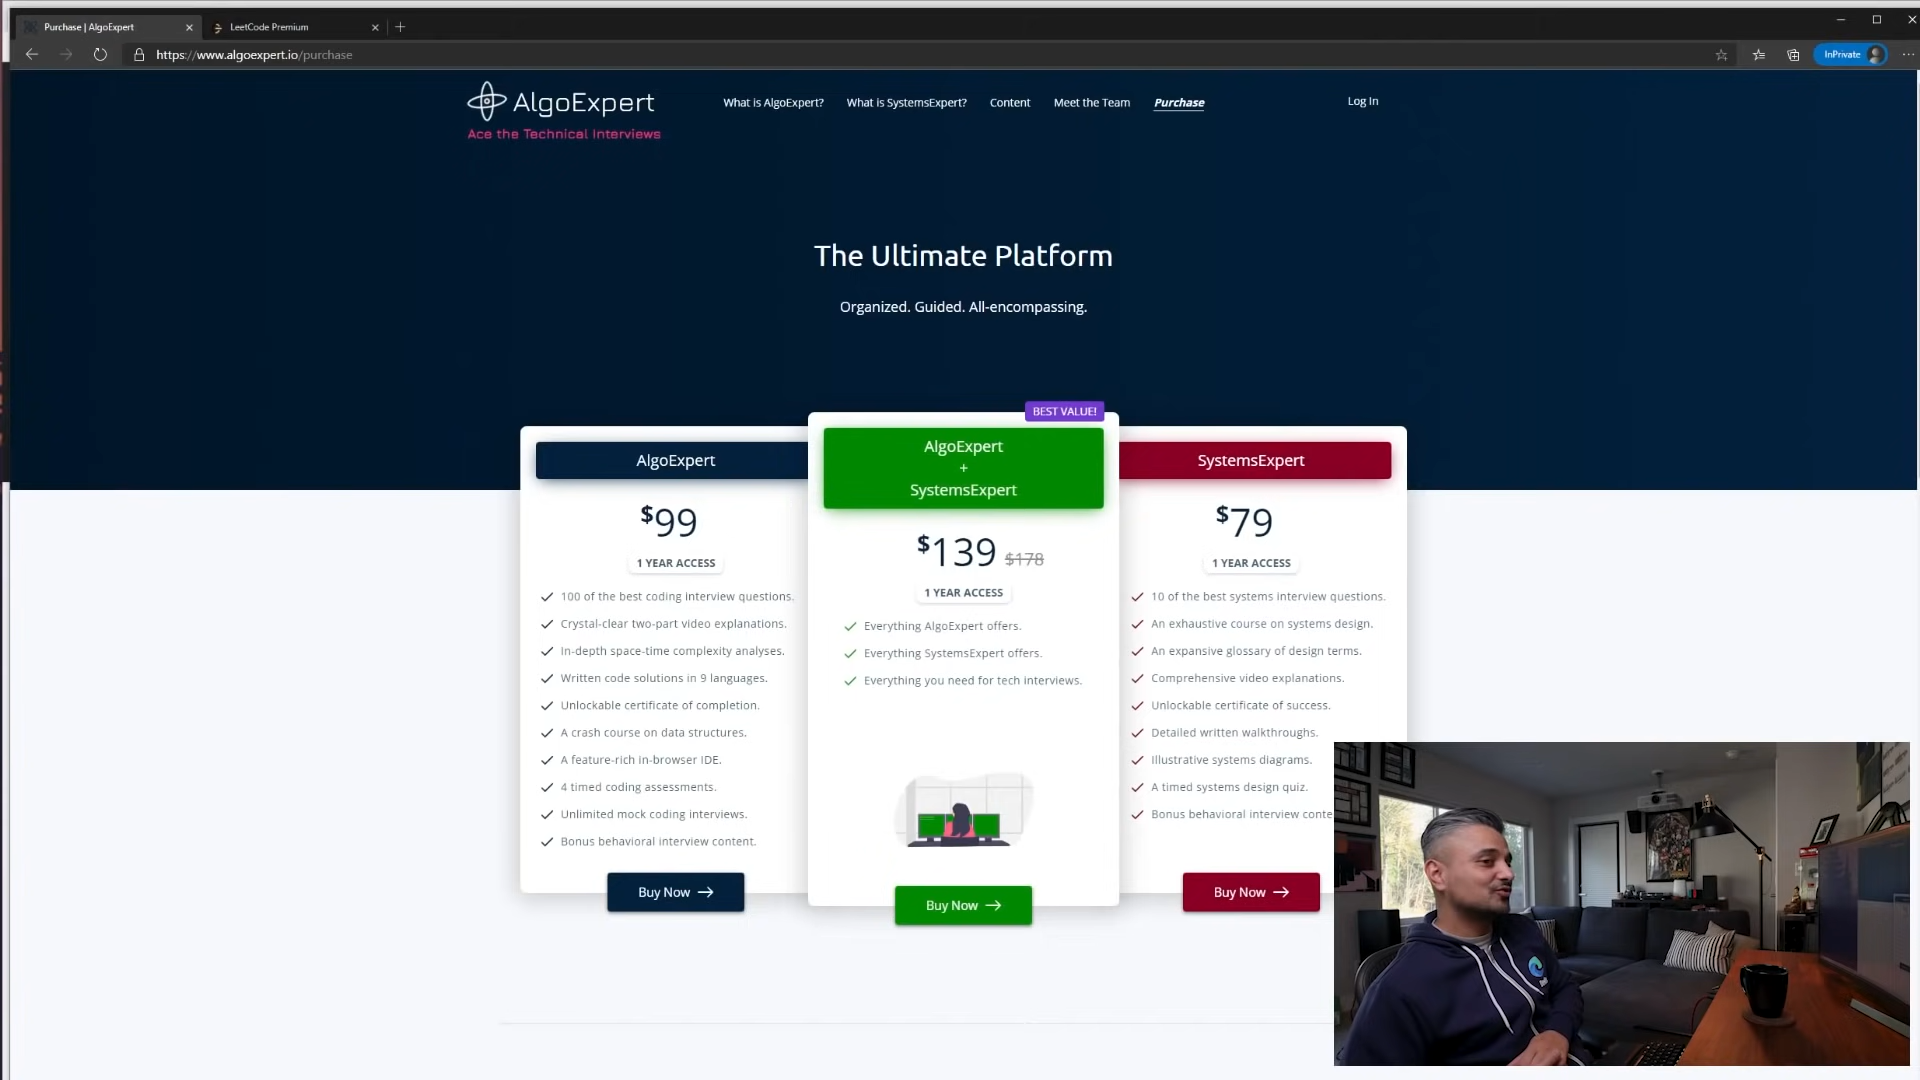 Purchase | AlgoExpert
LeetCode Premium
https://www.algoexpert.io/purchase
InPrivate
AlgoExpert
Ace the Technical Interviews
What is AlgoExpert?
What is SystemsExpert?
Content
Meet the Team
Purchase
Log In
The Ultimate Platform
Organized. Guided. All-encompassing.
AlgoExpert
$99
1 YEAR ACCESS
100 of the best coding interview questions.
Crystal-clear two-part video explanations.
In-depth space-time complexity analyses.
Written code solutions in 9 languages.
Unlockable certificate of completion.
A crash course on data structures.
A feature-rich in-browser IDE.
4 timed coding assessments.
Unlimited mock coding interviews.
Bonus behavioral interview content.
Buy Now
BEST VALUE!
AlgoExpert
+
SystemsExpert
$139 $178
1 YEAR ACCESS
Everything AlgoExpert offers.
Everything SystemsExpert offers.
Everything you need for tech interviews.
Buy Now
SystemsExpert
$79
1 YEAR ACCESS
10 of the best systems interview questions.
An exhaustive course on systems design.
An expansive glossary of design terms.
Comprehensive video explanations.
Unlockable certificate of success.
Detailed written walkthroughs.
Illustrative systems diagrams.
A timed systems design quiz.
Bonus behavioral interview conte
Buy Now